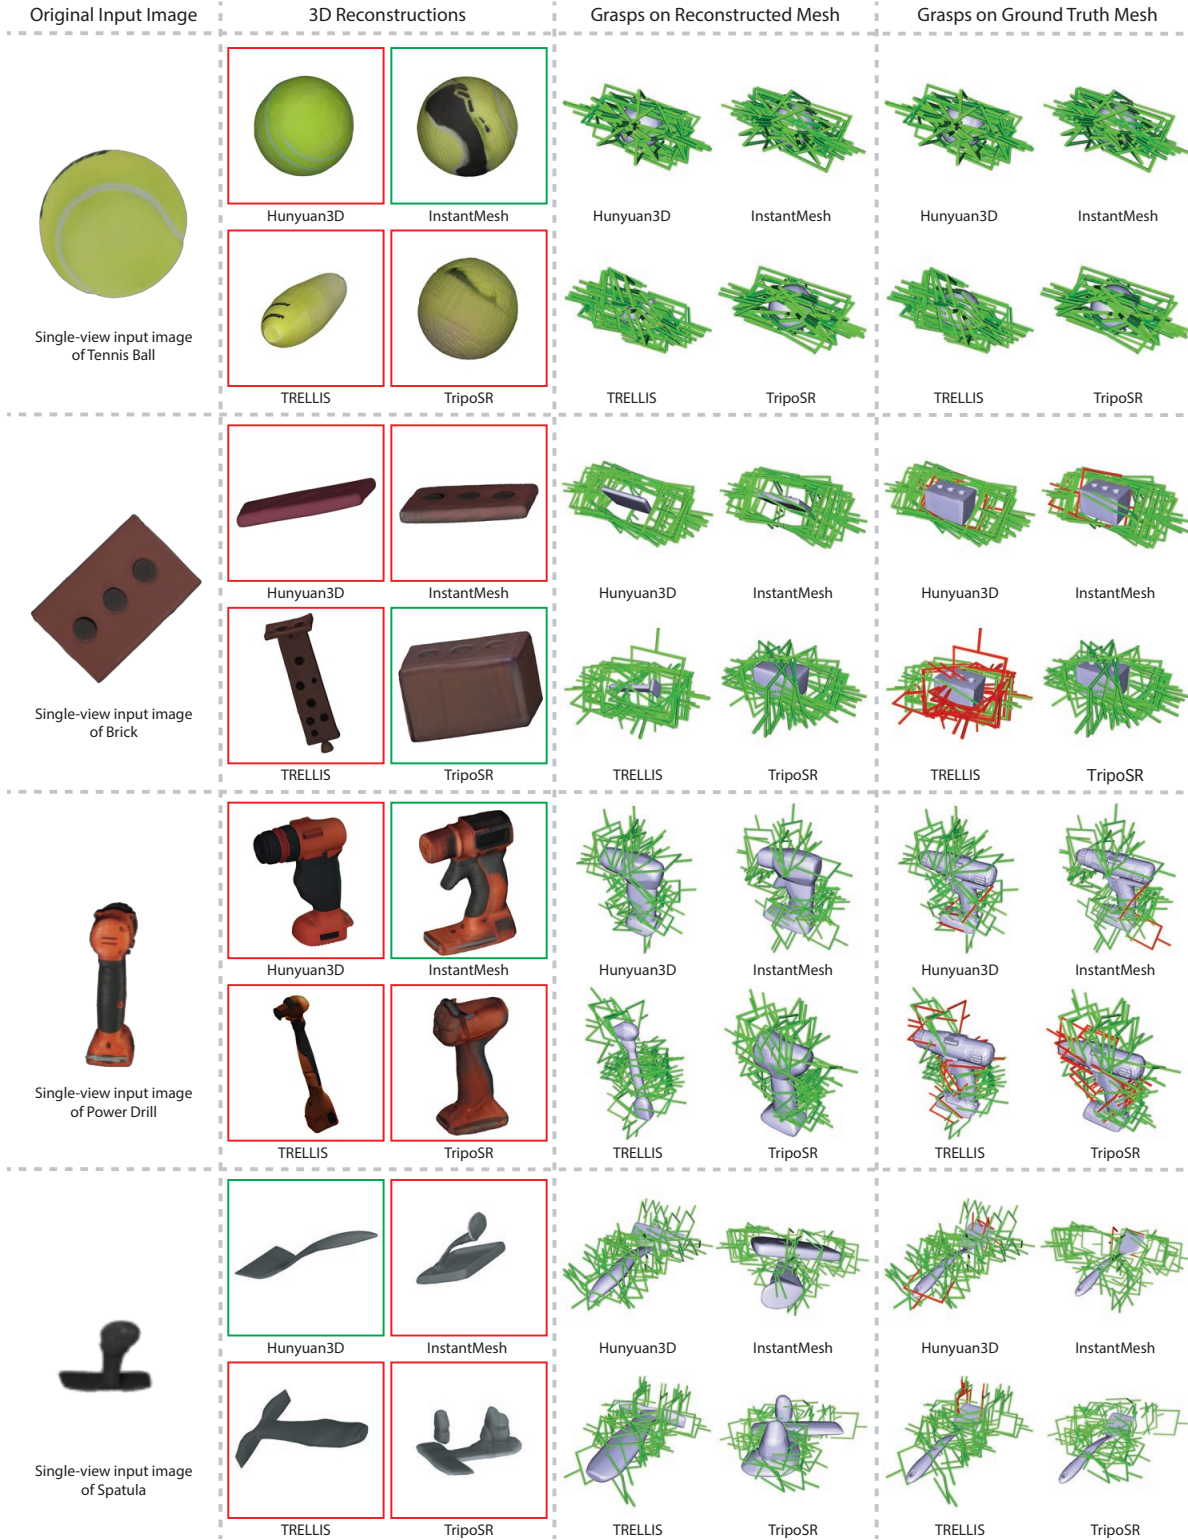 Original Input Image
3D Reconstructions
Grasps on Reconstructed Mesh
Grasps on Ground Truth Mesh
Hunyuan3D
InstantMesh
Hunyuan3D
InstantMesh
Hunyuan3D
InstantMesh
Single-view input image
of Tennis Ball
TRELLIS
TripoSR
TRELLIS
TripoSR
TRELLIS
TripoSR
Hunyuan3D
InstantMesh
Hunyuan3D
InstantMesh
Hunyuan3D
InstantMesh
Single-view input image
of Brick
TRELLIS
TripoSR
TRELLIS
TripoSR
TRELLIS
TripoSR
Hunyuan3D
InstantMesh
Hunyuan3D
InstantMesh
Hunyuan3D
InstantMesh
Single-view input image
of Power Drill
TRELLIS
TripoSR
TRELLIS
TripoSR
TRELLIS
TripoSR
Hunyuan3D
InstantMesh
Hunyuan3D
InstantMesh
Hunyuan3D
InstantMesh
Single-view input image
of Spatula
TRELLIS
TripoSR
TRELLIS
TripoSR
TRELLIS
TripoSR